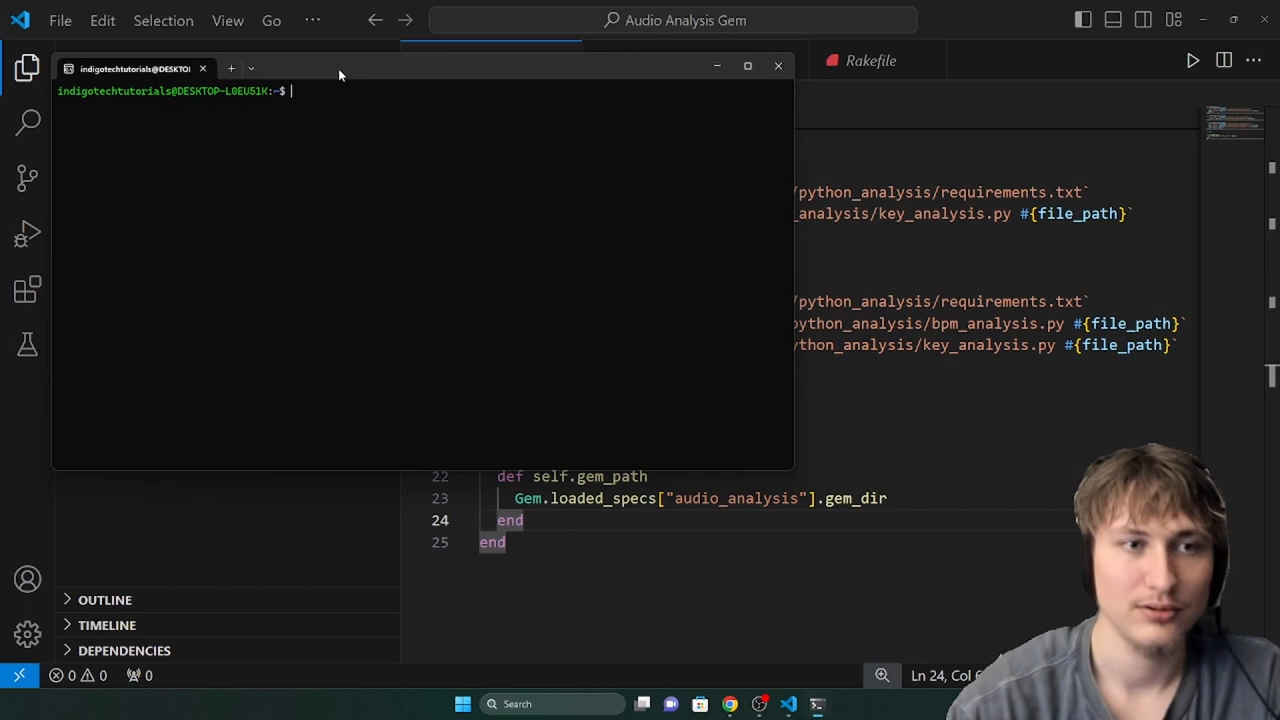 File Edit Selection View Go ··· Audio Analysis Gem
Rakefile
indigotechtutorials@DESKTO
indigotechtutorials@DESKTOP-L0EU51K:~$
/python_analysis/requirements.txt`
_analysis/key_analysis.py #{file_path}`
/python_analysis/requirements.txt`
python_analysis/bpm_analysis.py #{file_path}`
ython_analysis/key_analysis.py #{file_path}`
22 def self.gem_path
23 Gem.loaded_specs["audio_analysis"].gem_dir
24 end
25 end
OUTLINE
TIMELINE
DEPENDENCIES
0 0 0 Ln 24, Col
Search